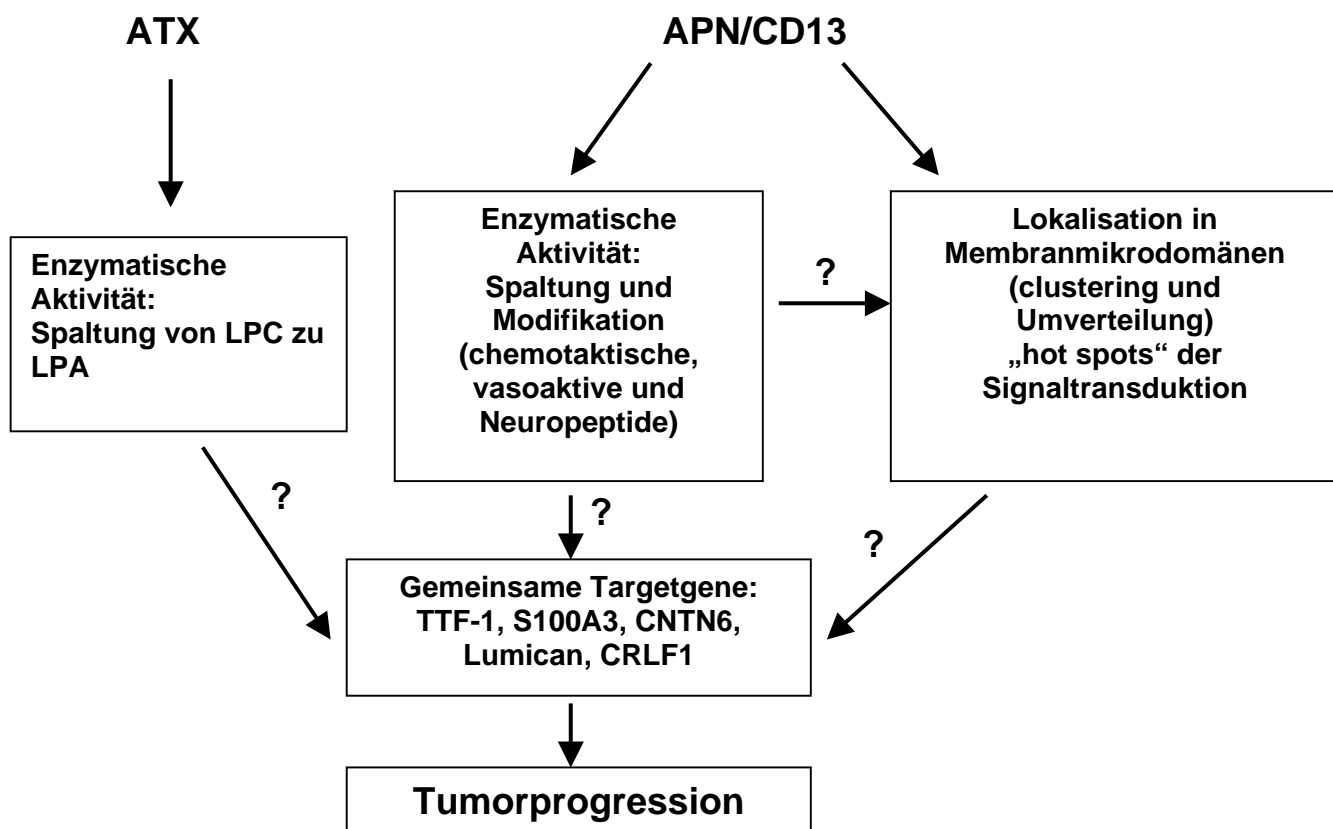 ATX
APN/CD13
Enzymatische
Aktivität:
Spaltung von LPC zu
LPA
Enzymatische
Aktivität:
Spaltung und
Modifikation
(chemotaktische,
vasoaktive und
Neuropeptide)
?
Lokalisation in
Membranmikrodomänen
(clustering und
Umverteilung)
„hot spots“ der
Signaltransduktion
?
?
?
Gemeinsame Targetgene:
TTF-1, S100A3, CNTN6,
Lumican, CRLF1
Tumorprogression